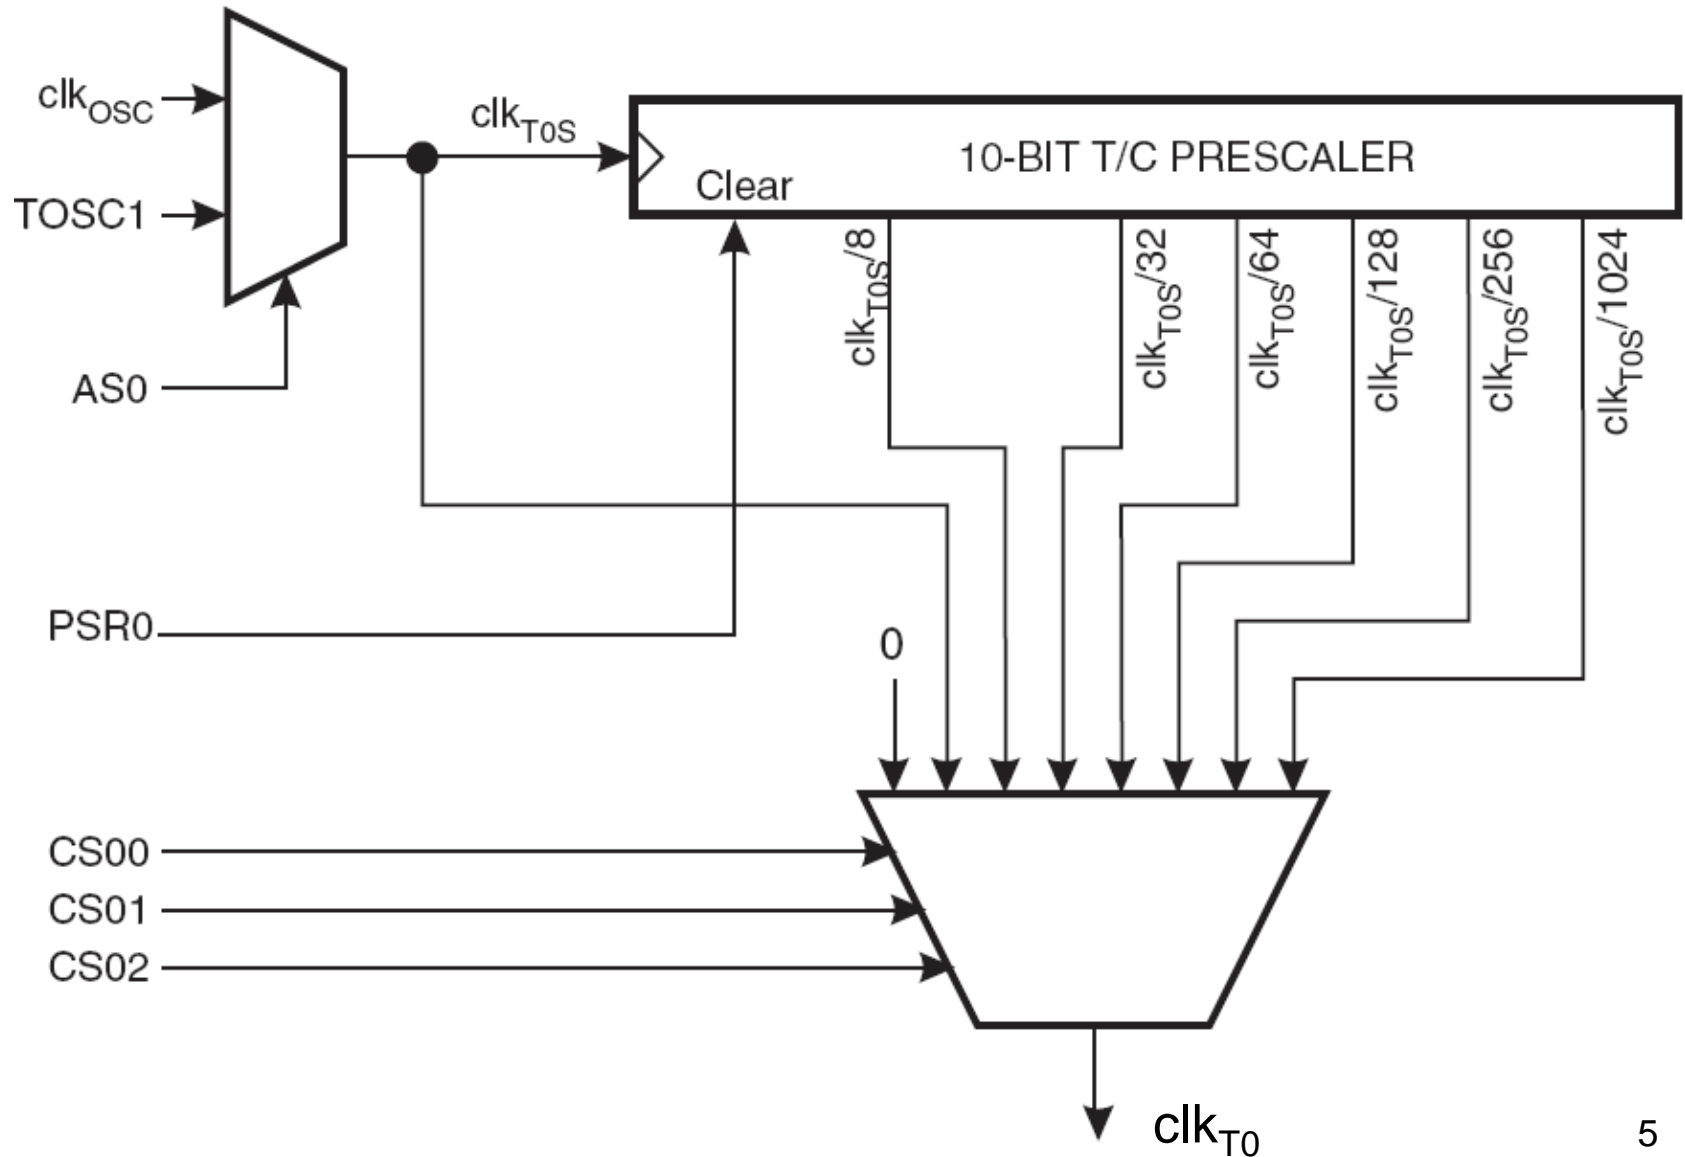 clkOSC
clkT0S
10-BIT T/C PRESCALER
Clear
TOSC1
clkT0S/8
clkT0S/32
clkT0S/64
clkT0S/128
clkT0S/256
clkT0S/1024
AS0
PSR0
0
CS00
CS01
CS02
clkT0
5